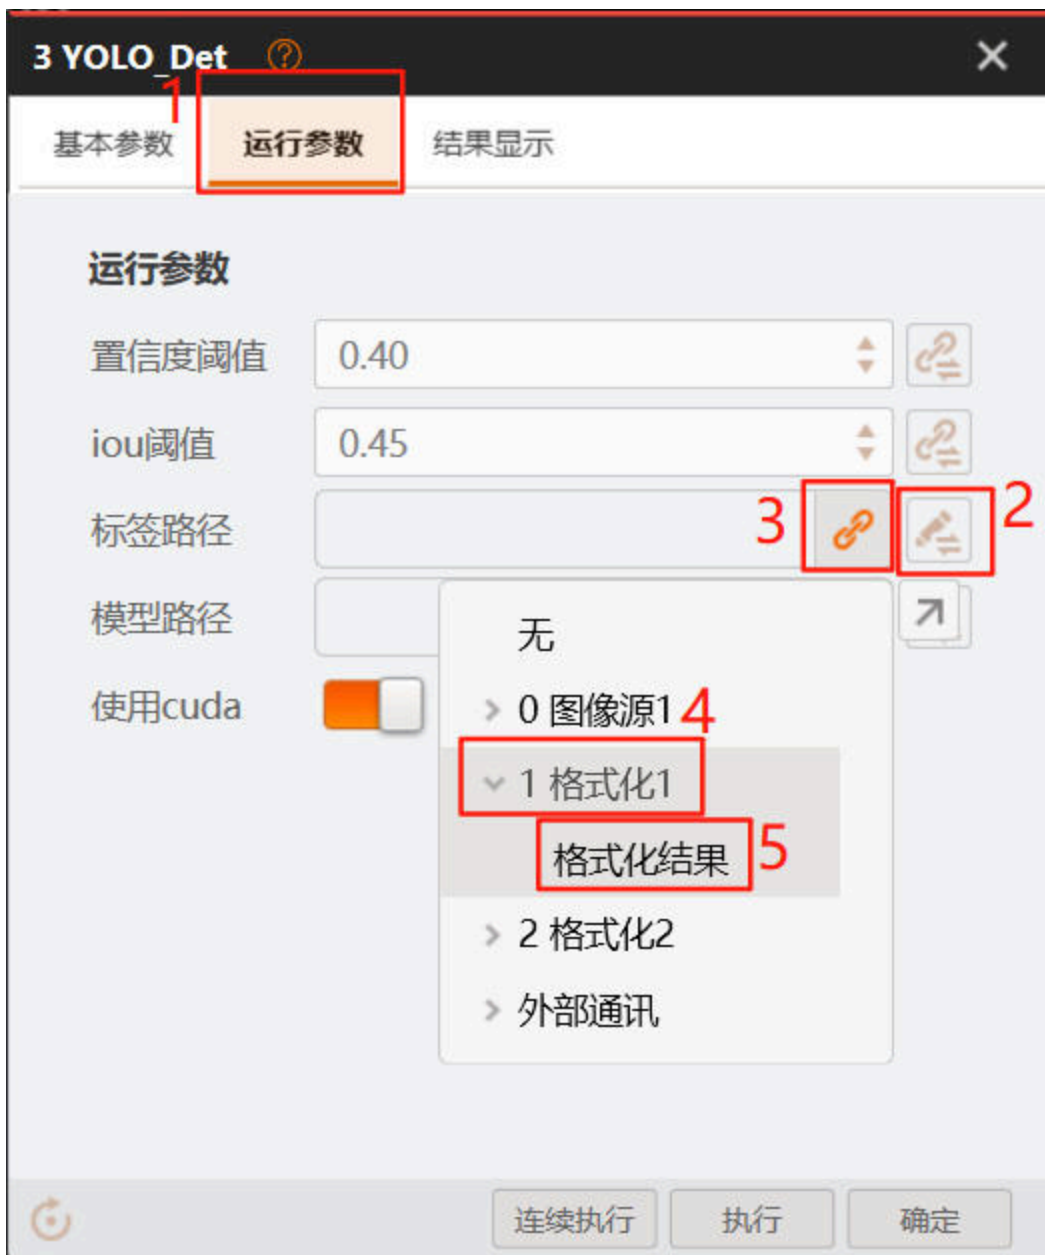 3 YOLO_Det ?
1
基本参数 运行参数 结果显示
运行参数
置信度阈值 0.40
iou阈值 0.45
标签路径 3 2
模型路径
无
使用cuda
0 图像源1 4
1 格式化1
格式化结果 5
2 格式化2
外部通讯
连续执行 执行 确定